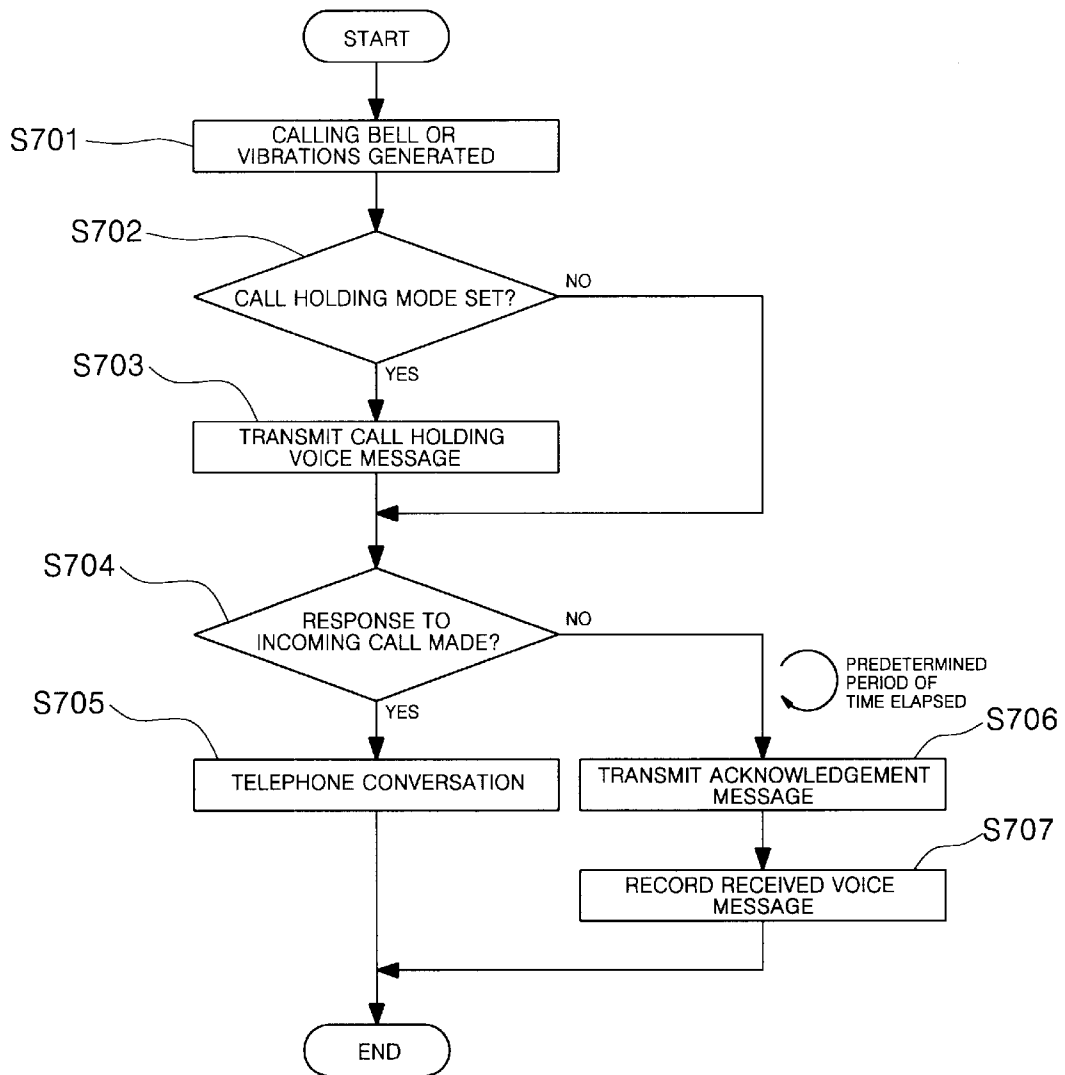 START
S701
CALLING BELL OR
VIBRATIONS GENERATED
S702
CALL HOLDING MODE SET?
NO
YES
S703
TRANSMIT CALL HOLDING
VOICE MESSAGE
S704
RESPONSE TO
INCOMING CALL MADE?
NO
YES
PREDETERMINED
PERIOD OF
TIME ELAPSED
S705
TELEPHONE CONVERSATION
S706
TRANSMIT ACKNOWLEDGEMENT
MESSAGE
S707
RECORD RECEIVED VOICE
MESSAGE
END